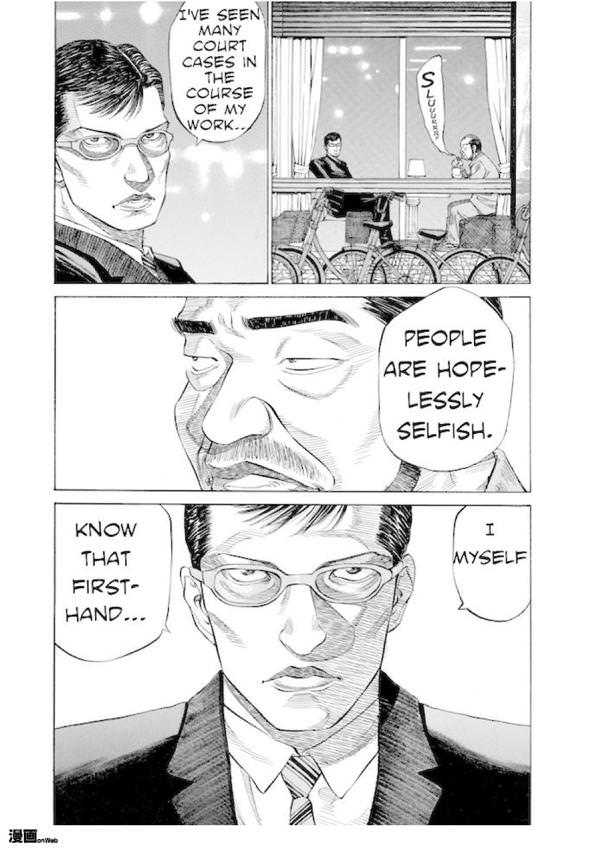 SLUUURRP
I'VE SEEN
MANY
COURT
CASES IN
THE
COURSE
OF MY
WORK...
PEOPLE
ARE HOPE-
LESSLY
SELFISH.
I
MYSELF
KNOW
THAT
FIRST-
HAND...
漫画onWeb